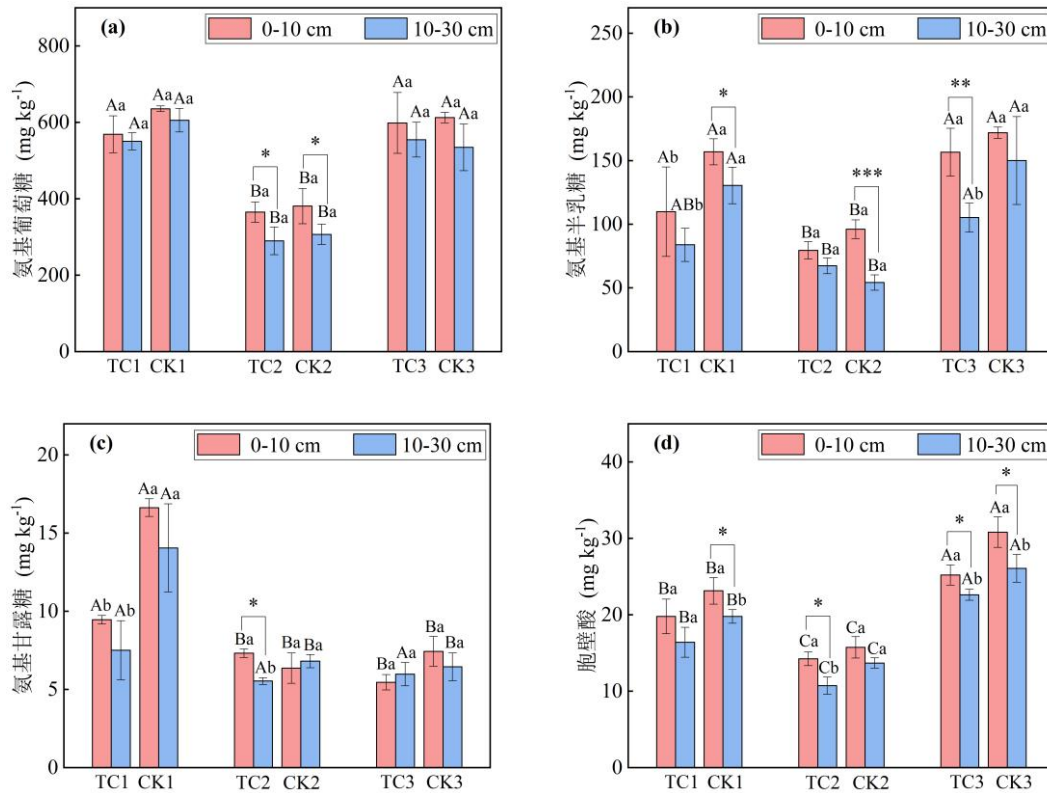 (a)
0-10 cm
10-30 cm
氨基葡萄糖 (mg kg⁻¹)
800
600
400
200
0
Aa
Aa
Aa
Aa
*
Ba
Ba
*
Ba
Ba
Aa
Aa
Aa
Aa
TC1
CK1
TC2
CK2
TC3
CK3
(b)
0-10 cm
10-30 cm
氨基半乳糖 (mg kg⁻¹)
250
200
150
100
50
0
Ab
ABb
*
Aa
Aa
Ba
Ba
***
Ba
Ba
**
Aa
Ab
Aa
Aa
TC1
CK1
TC2
CK2
TC3
CK3
(c)
0-10 cm
10-30 cm
氨基甘露糖 (mg kg⁻¹)
20
15
10
5
0
Ab
Ab
Aa
Aa
*
Ba
Ab
Ba
Ba
Ba
Aa
Ba
Ba
TC1
CK1
TC2
CK2
TC3
CK3
(d)
0-10 cm
10-30 cm
胞壁酸 (mg kg⁻¹)
40
30
20
10
0
Ba
Ba
*
Ba
Bb
*
Ca
Cb
Ca
Ca
*
Aa
Ab
*
Aa
Ab
TC1
CK1
TC2
CK2
TC3
CK3